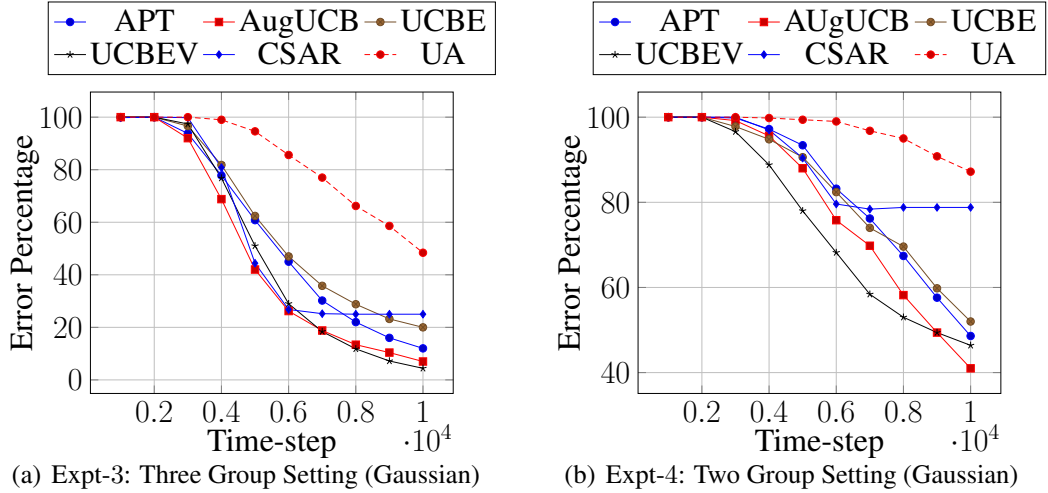 APT AugUCB UCBE
UCBEV CSAR UA
100
80
60
40
20
0
Error Percentage
0.2 0.4 0.6 0.8 1
Time-step
·10^4
(a) Expt-3: Three Group Setting (Gaussian)
APT AUgUCB UCBE
UCBEV CSAR UA
100
80
60
40
Error Percentage
0.2 0.4 0.6 0.8 1
Time-step
·10^4
(b) Expt-4: Two Group Setting (Gaussian)